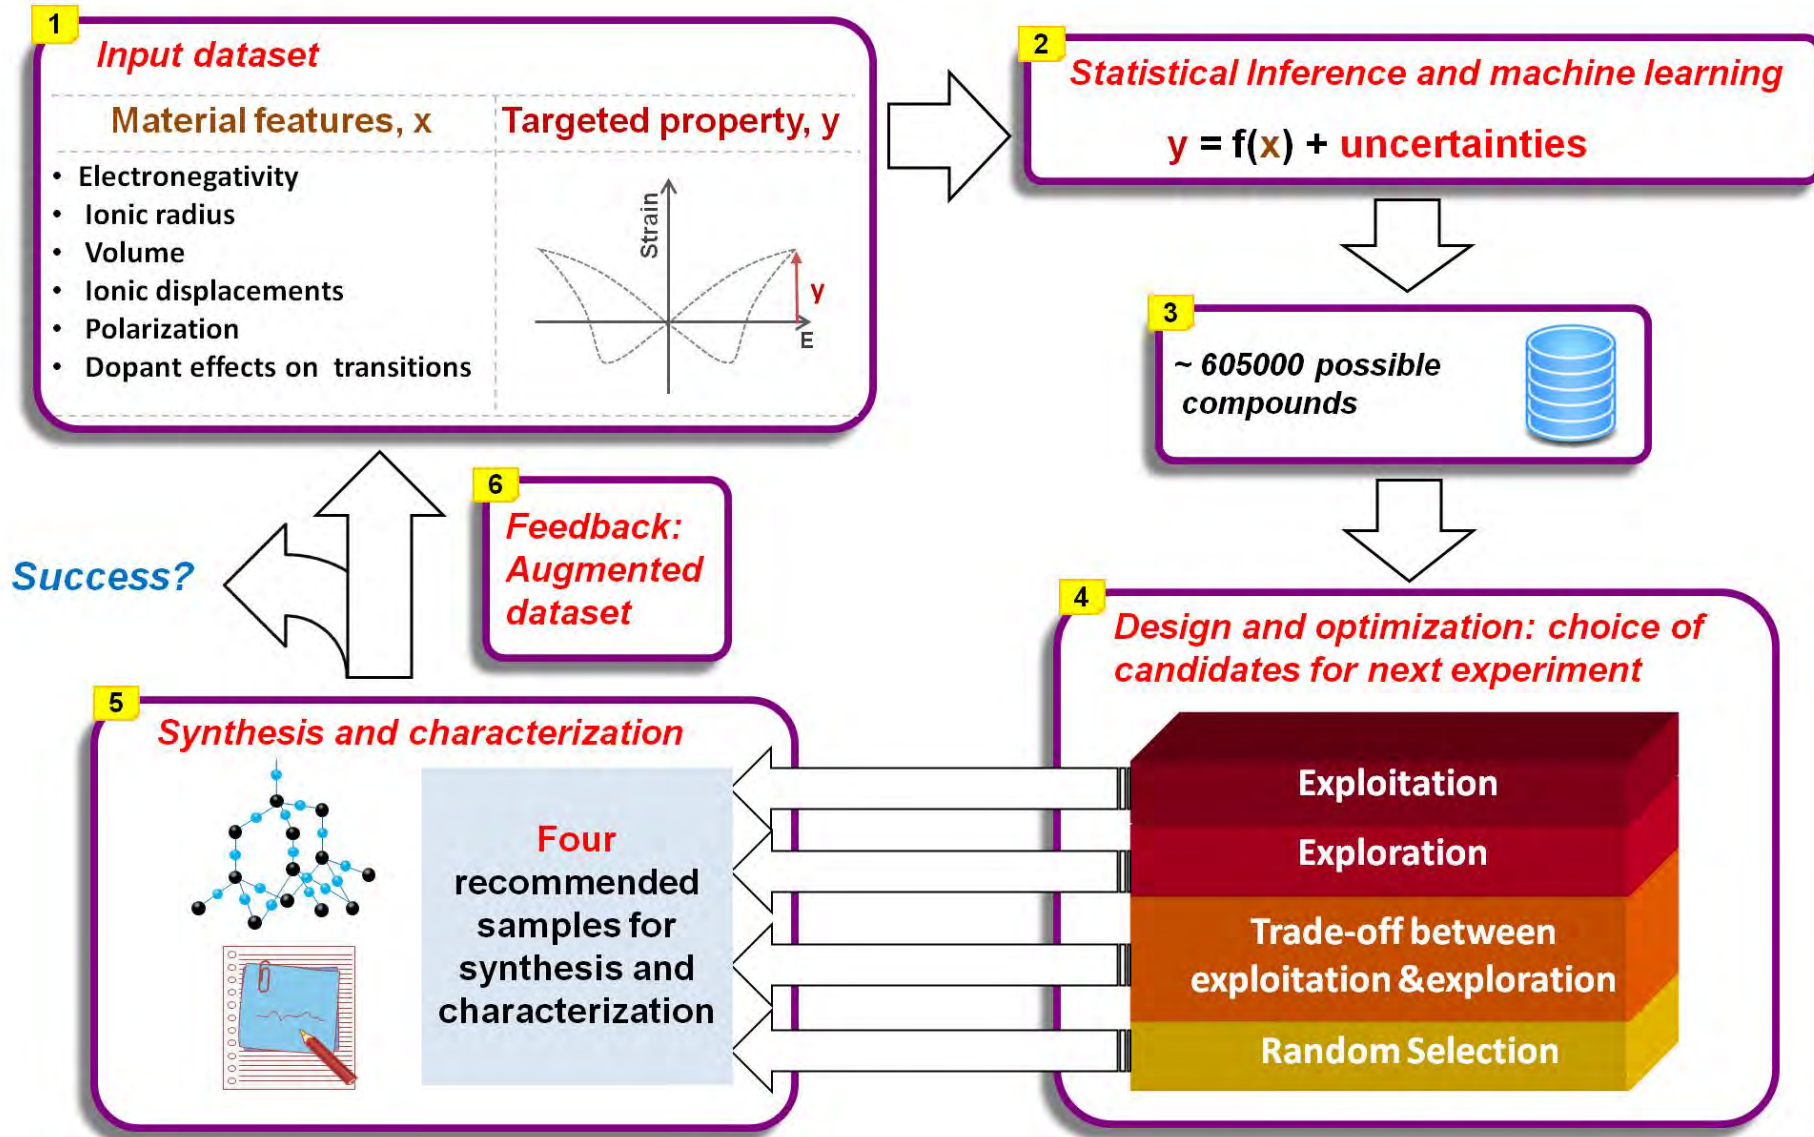 1
Input dataset
Material features, x
Targeted property, y
• Electronegativity
• Ionic radius
• Volume
• Ionic displacements
• Polarization
• Dopant effects on transitions
Strain
y
E
2
Statistical Inference and machine learning
y = f(x) + uncertainties
3
~ 605000 possible
compounds
4
Design and optimization: choice of
candidates for next experiment
Exploitation
Exploration
Trade-off between
exploitation &exploration
Random Selection
5
Synthesis and characterization
Four
recommended
samples for
synthesis and
characterization
6
Feedback:
Augmented
dataset
Success?